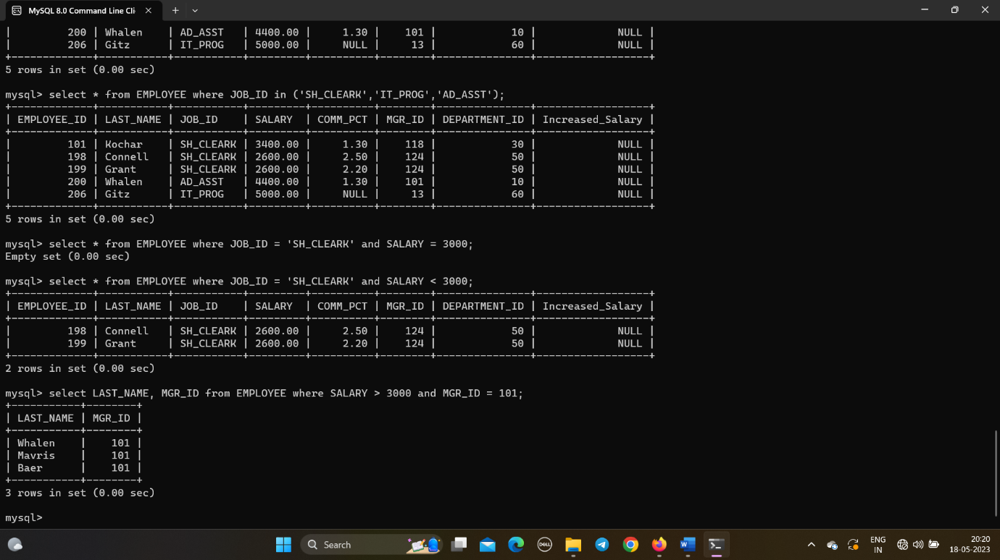 MySQL 8.0 Command Line Cli
|         200 | Whalen    | AD_ASST   | 4400.00 |     1.30 |    101 |            10 |             NULL |
|         206 | Gitz      | IT_PROG   | 5000.00 |     NULL |     13 |            60 |             NULL |
+-------------+-----------+-----------+---------+----------+--------+---------------+------------------+
5 rows in set (0.00 sec)
mysql> select * from EMPLOYEE where JOB_ID in ('SH_CLEARK','IT_PROG','AD_ASST');
+-------------+-----------+-----------+---------+----------+--------+---------------+------------------+
| EMPLOYEE_ID | LAST_NAME | JOB_ID    | SALARY  | COMM_PCT | MGR_ID | DEPARTMENT_ID | Increased_Salary |
+-------------+-----------+-----------+---------+----------+--------+---------------+------------------+
|         101 | Kochar    | SH_CLEARK | 3400.00 |     1.30 |    118 |            30 |             NULL |
|         198 | Connell   | SH_CLEARK | 2600.00 |     2.50 |    124 |            50 |             NULL |
|         199 | Grant     | SH_CLEARK | 2600.00 |     2.20 |    124 |            50 |             NULL |
|         200 | Whalen    | AD_ASST   | 4400.00 |     1.30 |    101 |            10 |             NULL |
|         206 | Gitz      | IT_PROG   | 5000.00 |     NULL |     13 |            60 |             NULL |
+-------------+-----------+-----------+---------+----------+--------+---------------+------------------+
5 rows in set (0.00 sec)
mysql> select * from EMPLOYEE where JOB_ID = 'SH_CLEARK' and SALARY = 3000;
Empty set (0.00 sec)
mysql> select * from EMPLOYEE where JOB_ID = 'SH_CLEARK' and SALARY < 3000;
+-------------+-----------+-----------+---------+----------+--------+---------------+------------------+
| EMPLOYEE_ID | LAST_NAME | JOB_ID    | SALARY  | COMM_PCT | MGR_ID | DEPARTMENT_ID | Increased_Salary |
+-------------+-----------+-----------+---------+----------+--------+---------------+------------------+
|         198 | Connell   | SH_CLEARK | 2600.00 |     2.50 |    124 |            50 |             NULL |
|         199 | Grant     | SH_CLEARK | 2600.00 |     2.20 |    124 |            50 |             NULL |
+-------------+-----------+-----------+---------+----------+--------+---------------+------------------+
2 rows in set (0.00 sec)
mysql> select LAST_NAME, MGR_ID from EMPLOYEE where SALARY > 3000 and MGR_ID = 101;
+-----------+--------+
| LAST_NAME | MGR_ID |
+-----------+--------+
| Whalen    |    101 |
| Mavris    |    101 |
| Baer      |    101 |
+-----------+--------+
3 rows in set (0.00 sec)
mysql>
Search
DELL
ENG
IN
20:20
18-05-2023